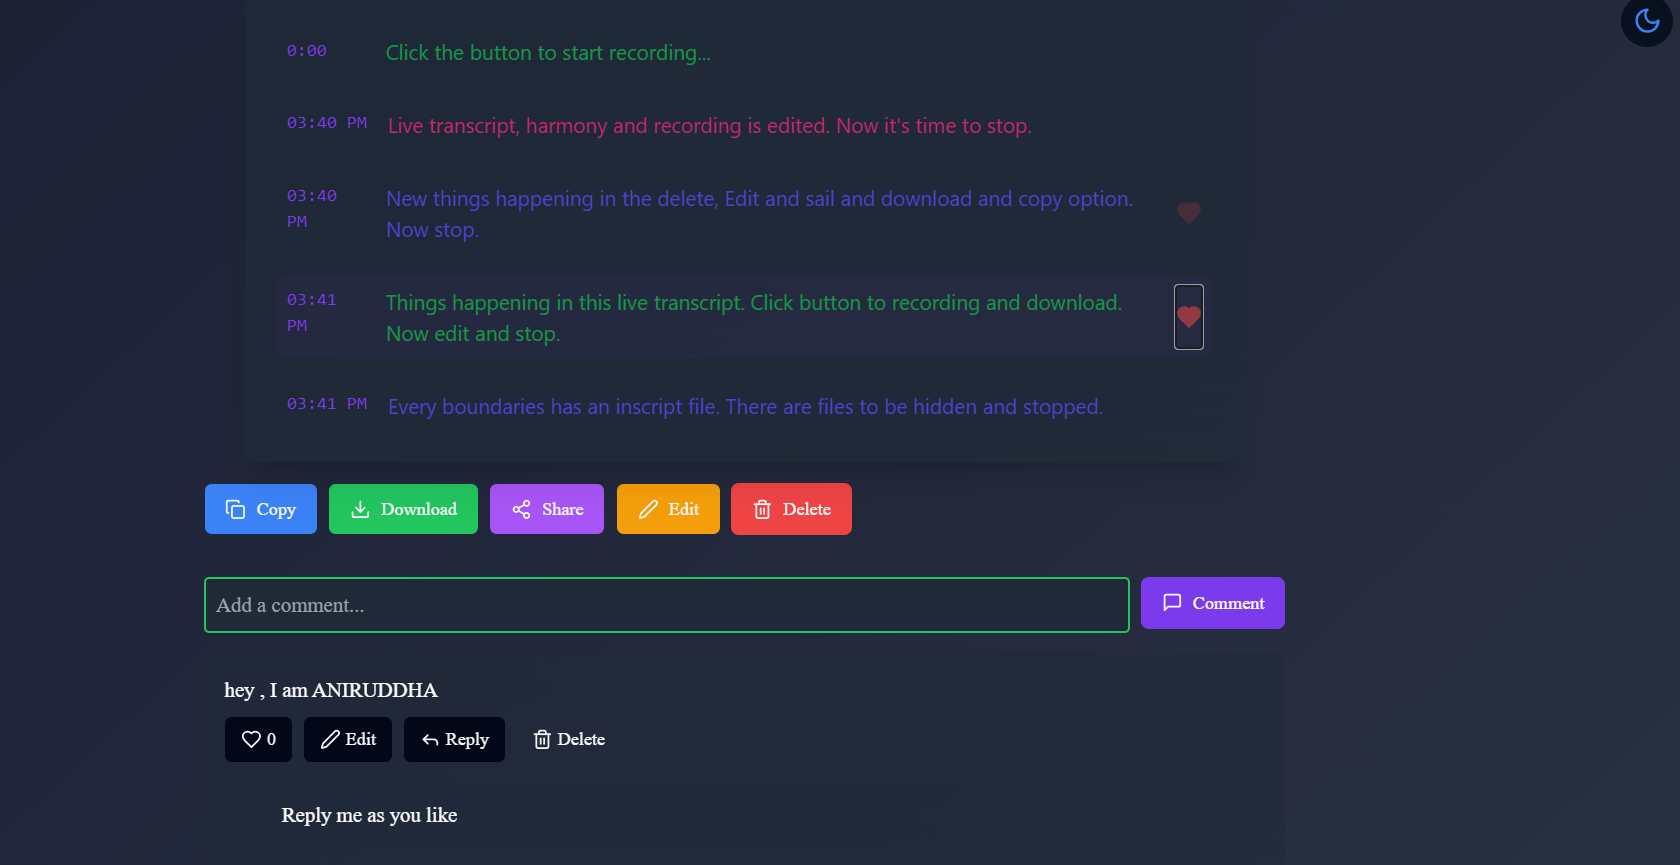 0:00 Click the button to start recording...
03:40 PM Live transcript, harmony and recording is edited. Now it's time to stop.
03:40 PM New things happening in the delete, Edit and sail and download and copy option.
Now stop.
03:41 PM Things happening in this live transcript. Click button to recording and download.
Now edit and stop.
03:41 PM Every boundaries has an inscript file. There are files to be hidden and stopped.
Copy Download Share Edit Delete
Add a comment... Comment
hey , I am ANIRUDDHA
0 Edit Reply Delete
Reply me as you like